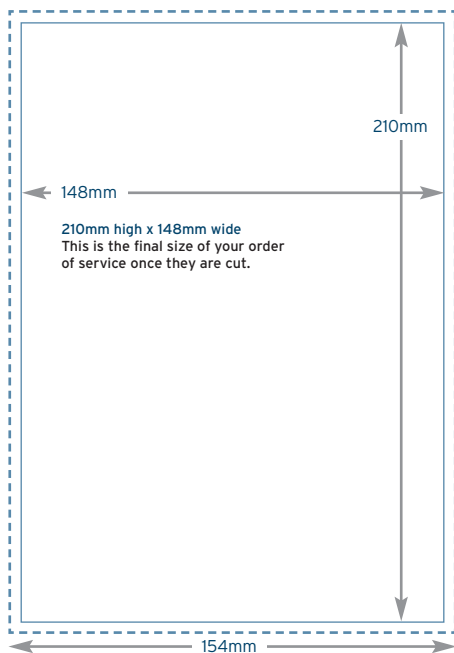 210mm
148mm
210mm high x 148mm wide
This is the final size of your order
of service once they are cut.
154mm